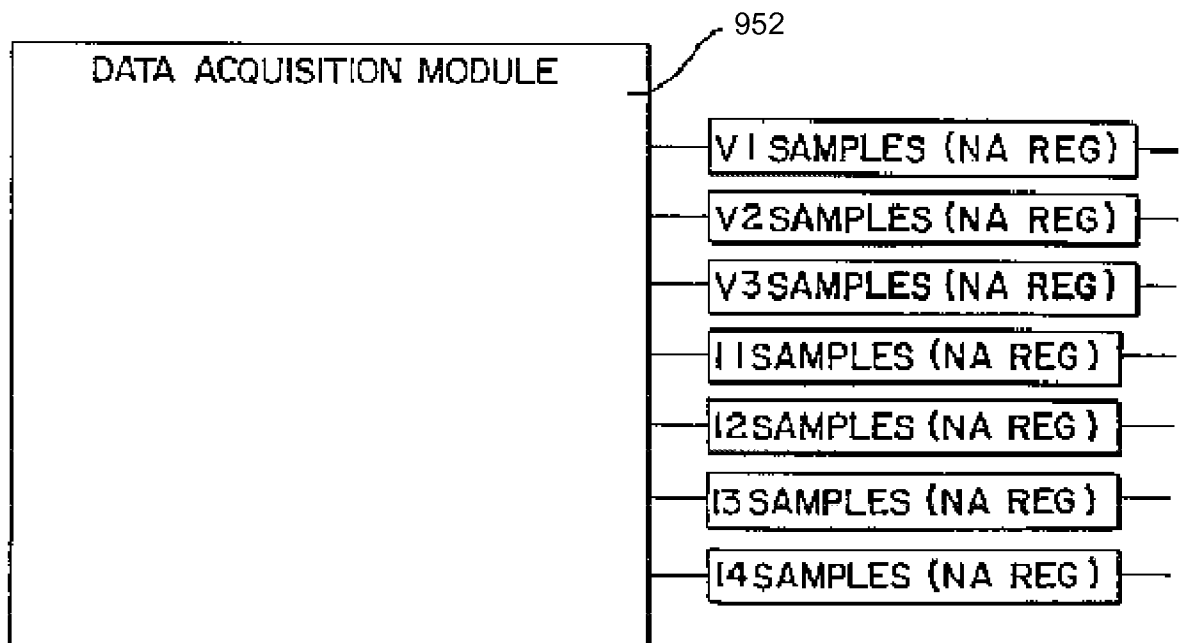 952
DATA ACQUISITION MODULE
V1 SAMPLES (NA REG)
V2 SAMPLES (NA REG)
V3 SAMPLES (NA REG)
I1 SAMPLES (NA REG)
I2 SAMPLES (NA REG)
I3 SAMPLES (NA REG)
I4 SAMPLES (NA REG)